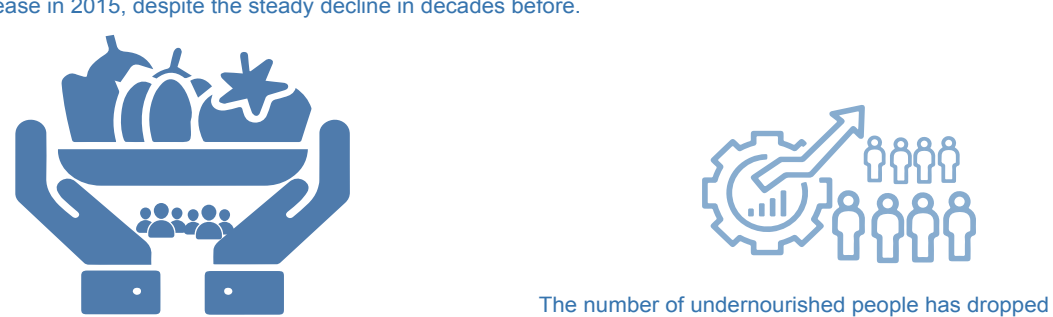 ease in 2015, despite the steady decline in decades before.
The number of undernourished people has dropped